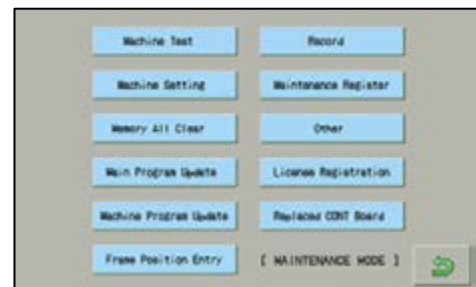 Machine Test
Record
Machine Setting
Maintenance Register
Memory All Clear
Other
Main Program Update
License Registration
Machine Program Update
Replaced CONT Board
Frame Position Entry
[ MAINTENANCE MODE ]